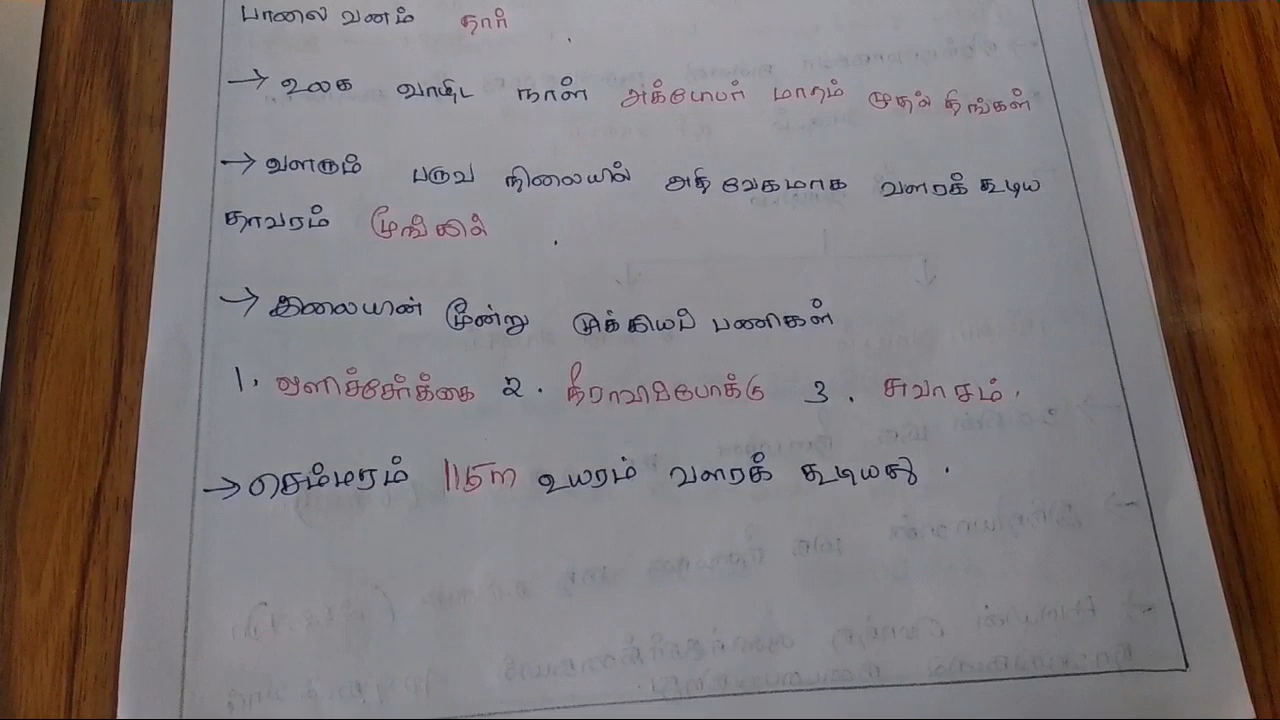 பாலை வனம் தார்
→ உலக வாழிட நாள் அக்டோபர் மாதம் முதல் திங்கள்
→ வளரும் பருவ நிலையில் அதி வேகமாக வளரக் கூடிய
தாவரம் மூங்கில் .
→ இலையின் மூன்று முக்கியப் பணிகள்
1. ஒளிச்சேர்க்கை 2. நீராவிப்போக்கு 3. சுவாசம்.
→ செம்மரம் 115m உயரம் வளரக் கூடியது.